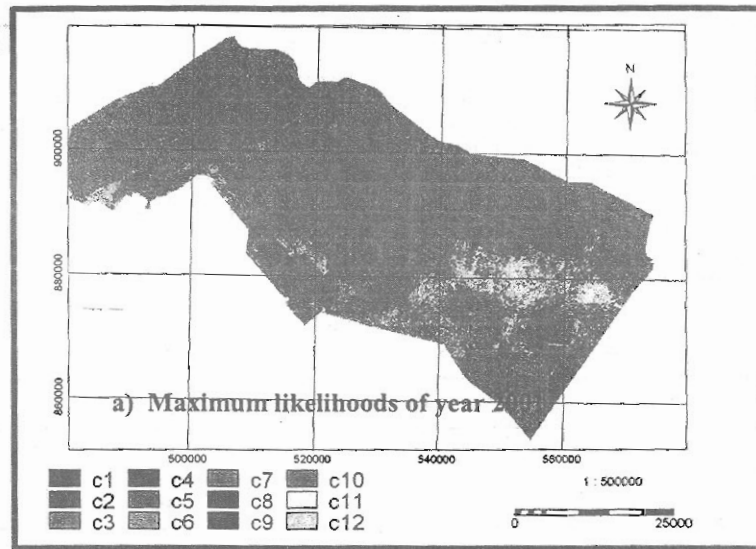 N
900000
880000
860000
a) Maximum likelihoods of year
500000 520000 540000 560000
c1 c4 c7 c10
c2 c5 c8 c11
c3 c6 c9 c12
1 : 500000
0 25000